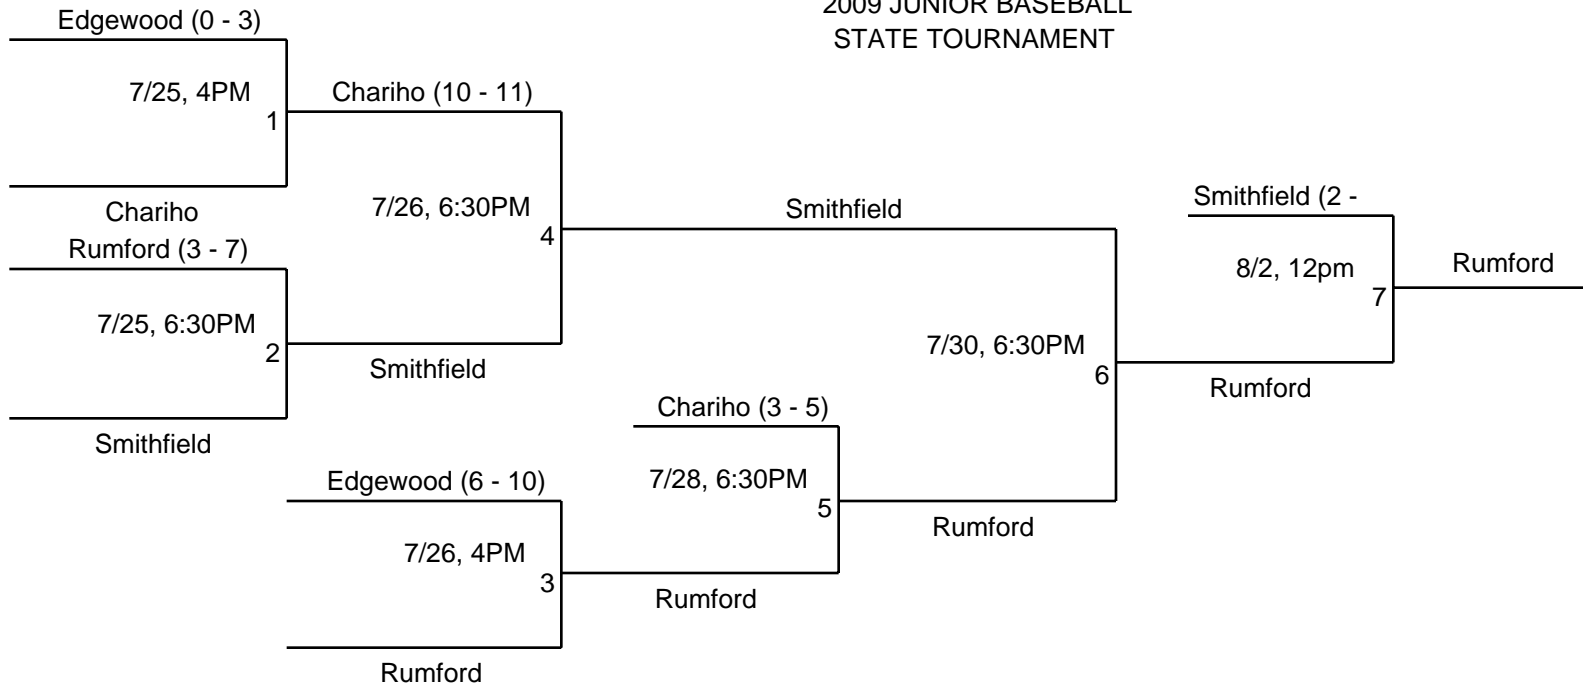 2009 JUNIOR BASEBALL
STATE TOURNAMENT
Edgewood (0 - 3)
7/25, 4PM
1
Chariho
Chariho (10 - 11)
Rumford (3 - 7)
7/25, 6:30PM
2
Smithfield
7/26, 6:30PM
4
Smithfield
Smithfield
Edgewood (6 - 10)
7/26, 4PM
3
Rumford
Chariho (3 - 5)
7/28, 6:30PM
5
Rumford
Rumford
7/30, 6:30PM
6
Smithfield (2 -
8/2, 12pm
7
Rumford
Rumford